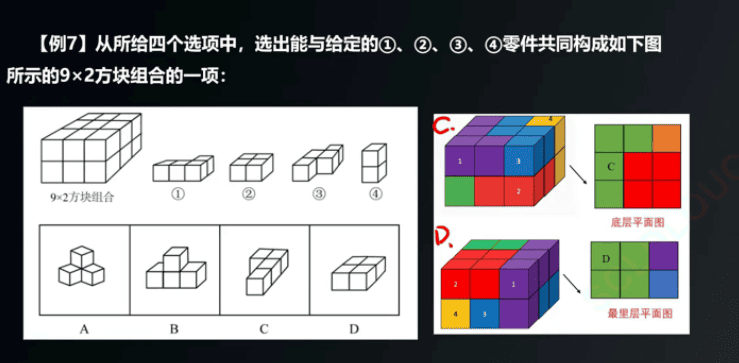 【例7】从所给四个选项中，选出能与给定的①、②、③、④零件共同构成如下图
所示的9×2方块组合的一项：
9×2方块组合
①
②
③
④
A
B
C
D
C.
1
3
4
2
C
底层平面图
D.
2
1
4
3
D
最里层平面图